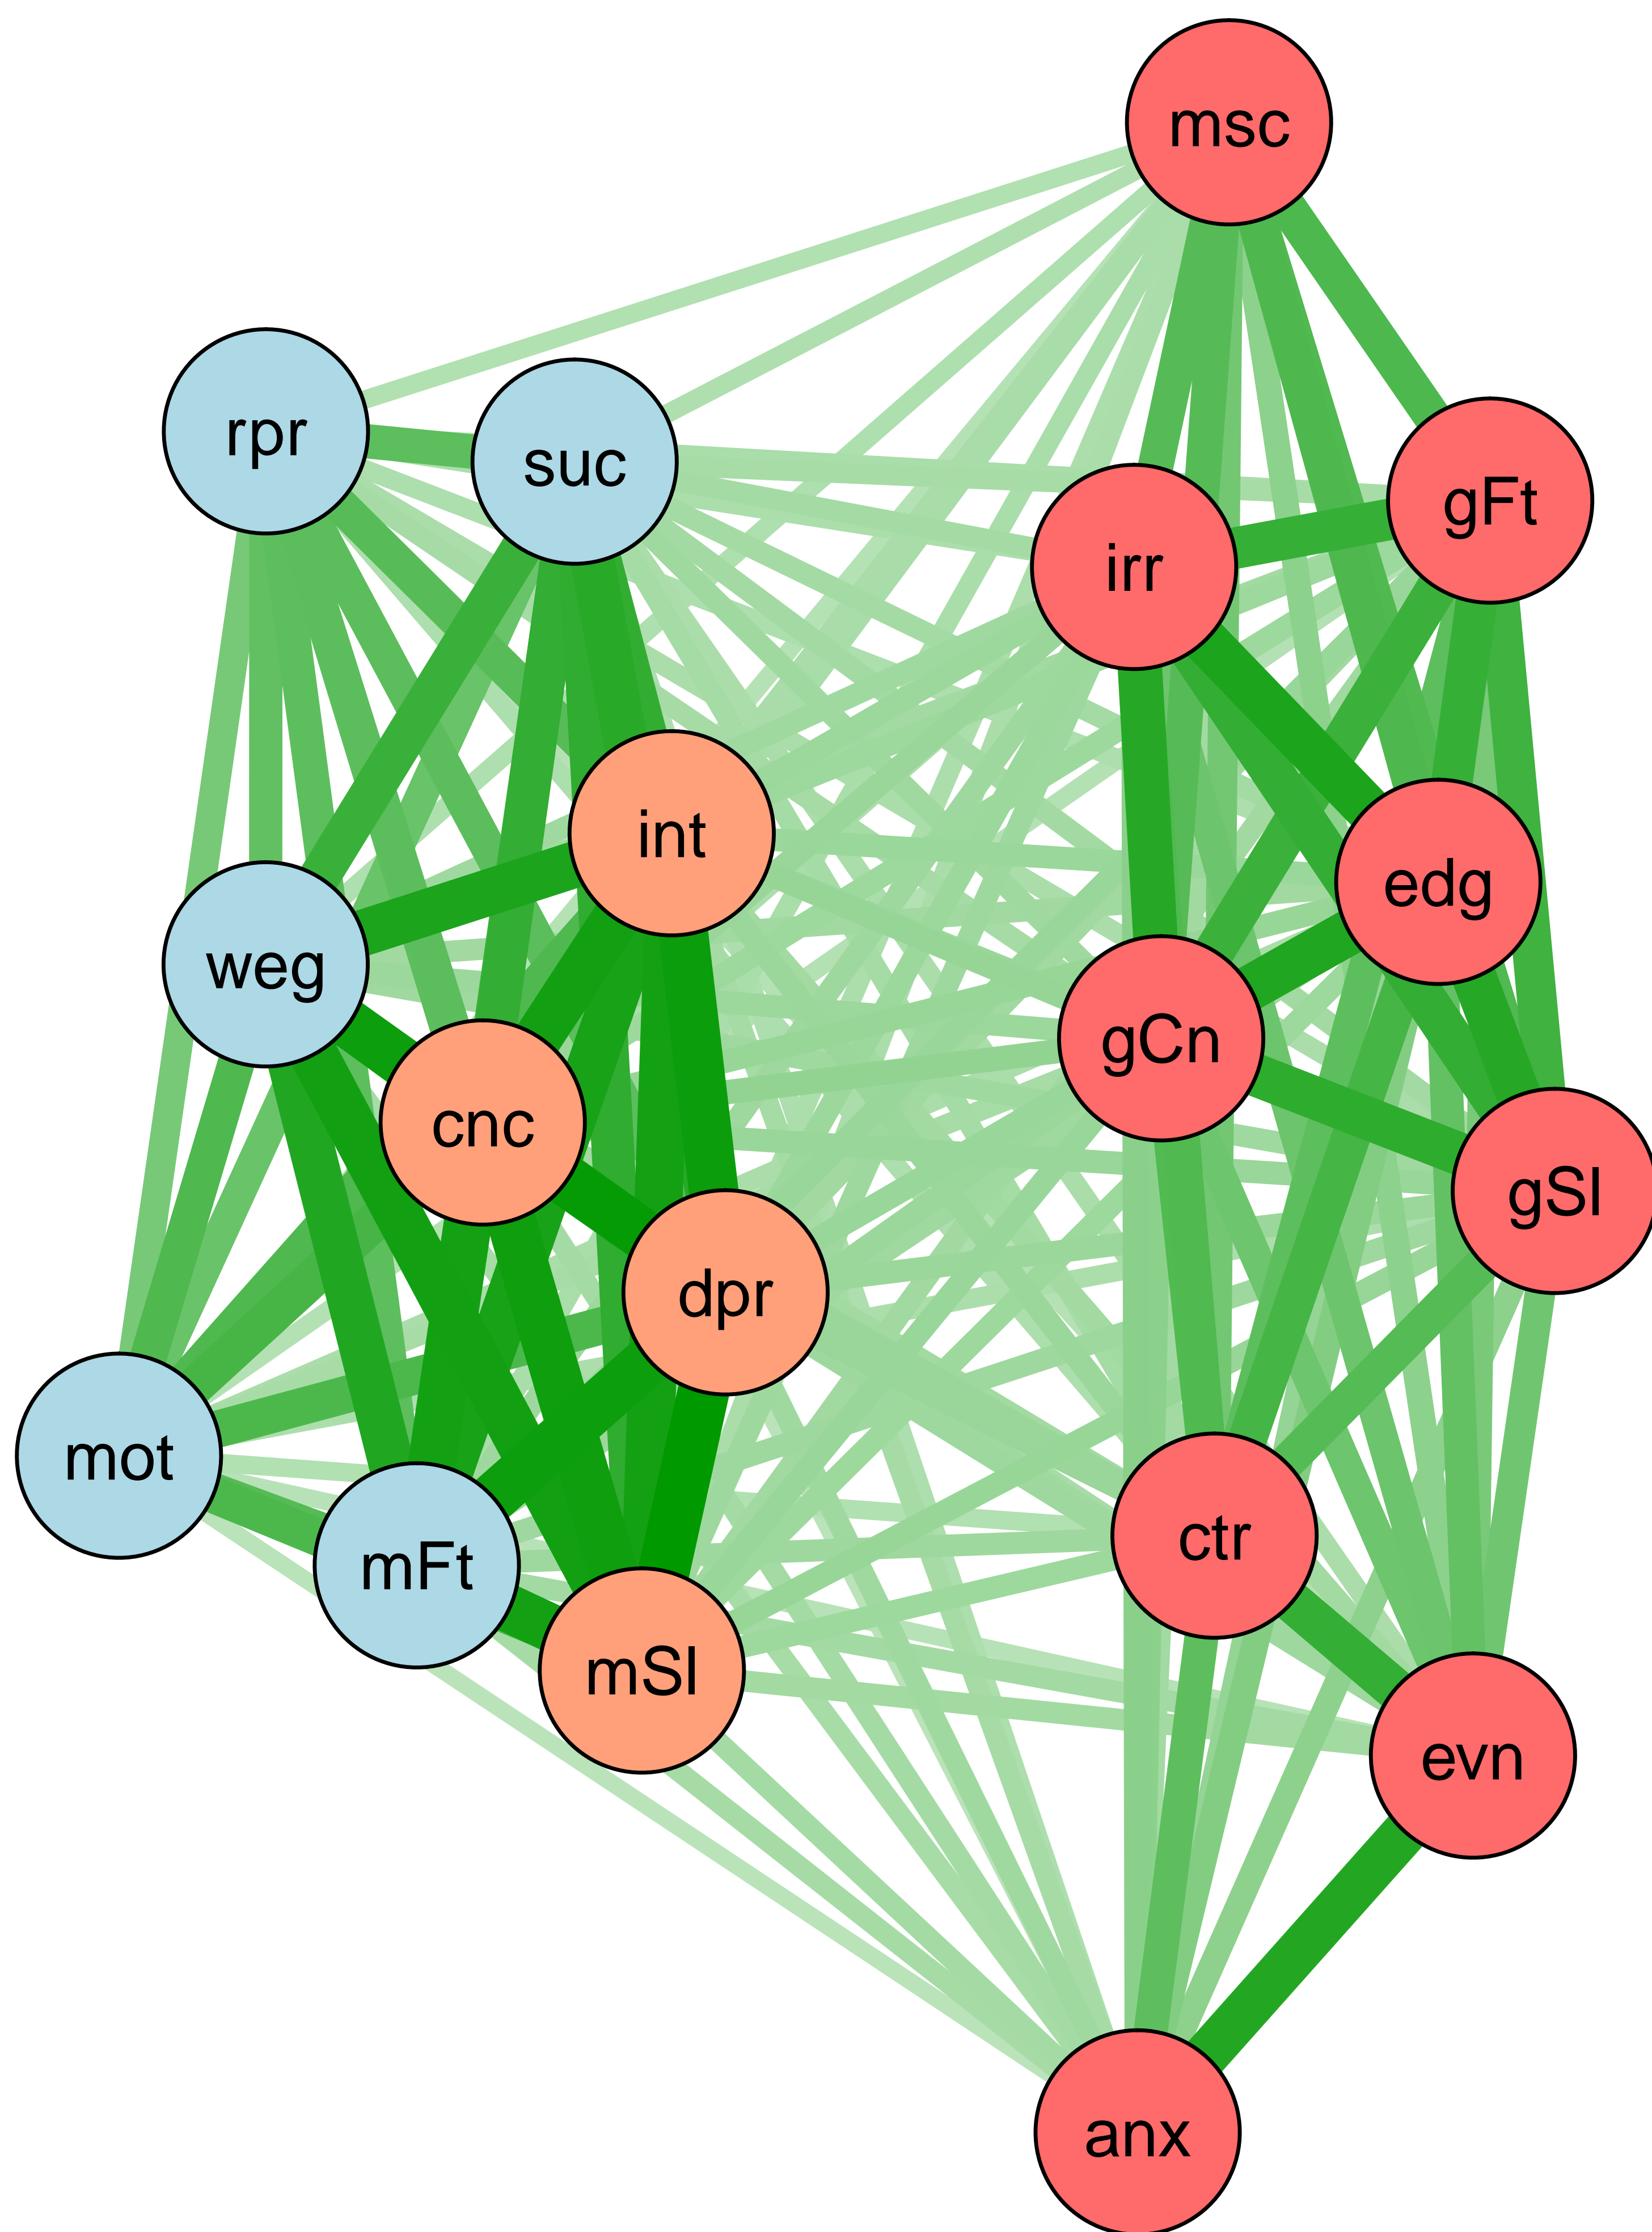 msc
rpr
suc
gFt
irr
int
edg
weg
gCn
cnc
gSl
dpr
mot
ctr
mFt
mSl
evn
anx